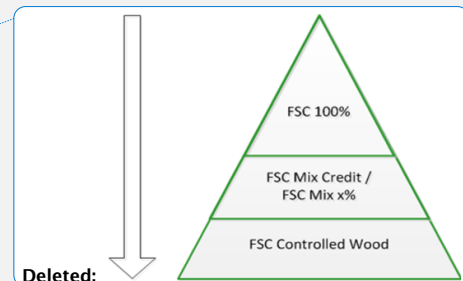 FSC 100%
FSC Mix Credit /
FSC Mix x%
FSC Controlled Wood
Deleted: